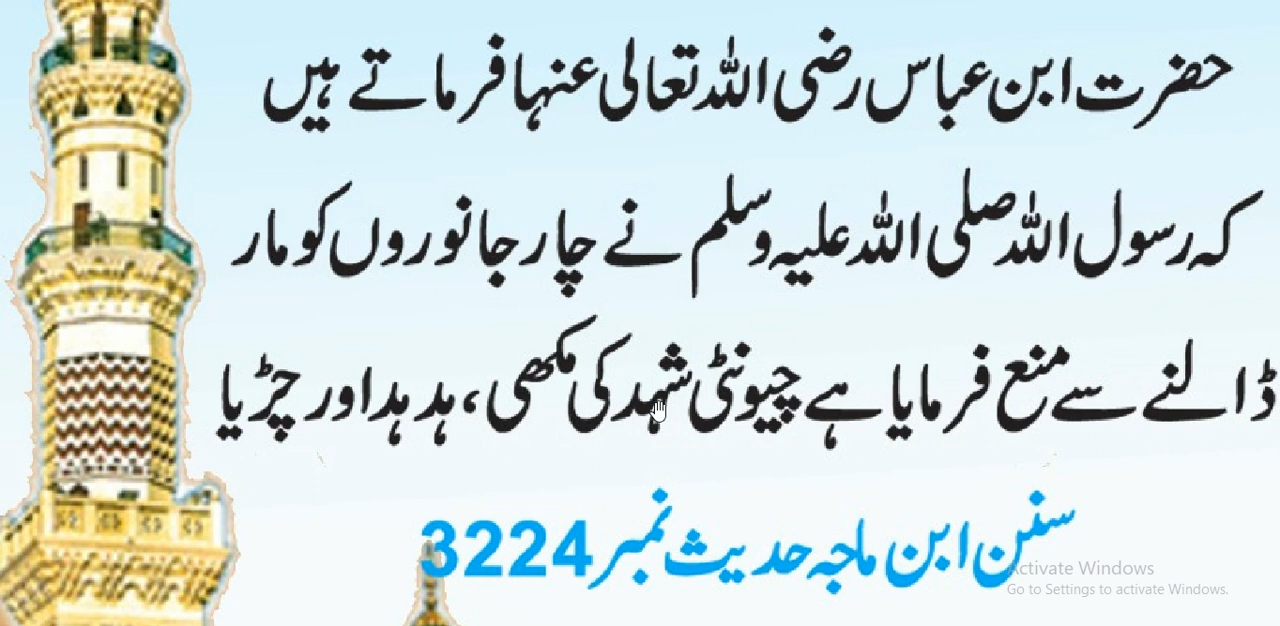 حضرت ابن عباس رضی اللہ تعالی عنہا فرماتے ہیں
کہ رسول اللہ صلی اللہ علیہ وسلم نے چار جانوروں کو مار
ڈالنے سے منع فرمایا ہے چیونٹی شہد کی مکھی، ہدہد اور چڑیا
سنن ابن ماجہ حدیث نمبر 3224
Activate Windows
Go to Settings to activate Windows.